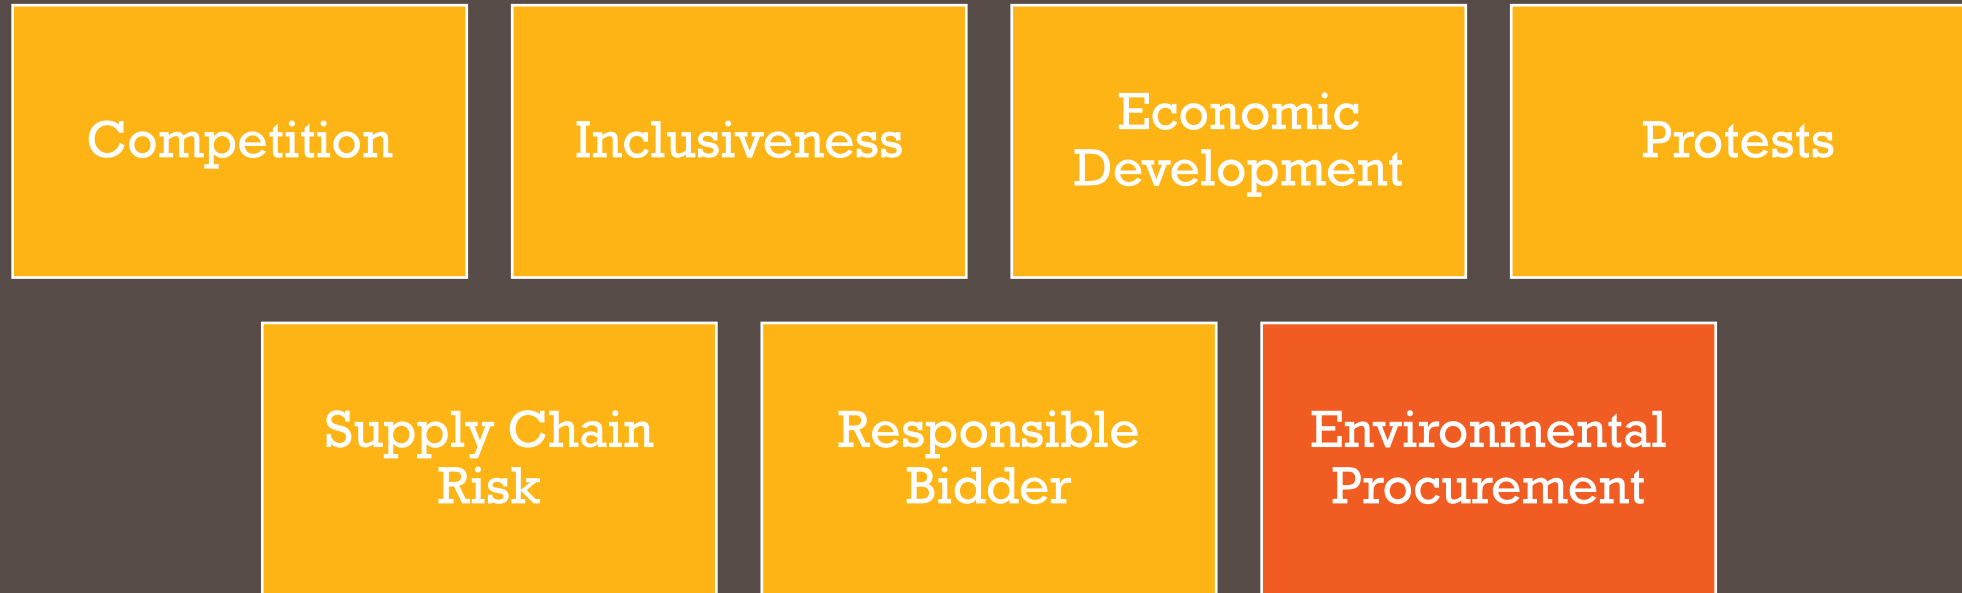 Competition
Inclusiveness
Economic
Development
Protests
Supply Chain
Risk
Responsible
Bidder
Environmental
Procurement